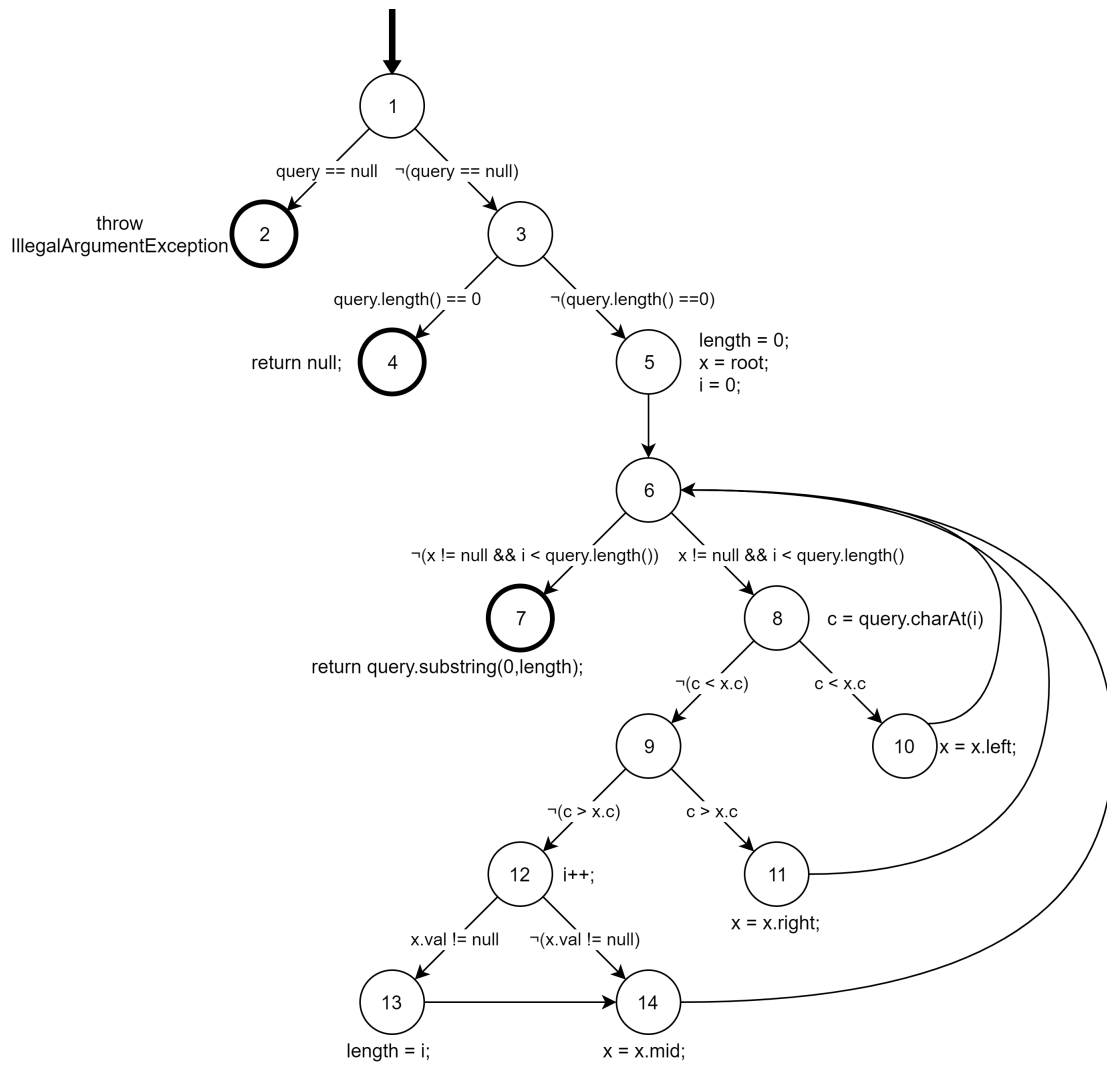 1
query == null
¬(query == null)
throw
IllegalArgumentException
2
3
query.length() == 0
¬(query.length() ==0)
return null;
4
5
length = 0;
x = root;
i = 0;
6
¬(x != null && i < query.length())
x != null && i < query.length()
7
8
c = query.charAt(i)
return query.substring(0,length);
¬(c < x.c)
c < x.c
9
10
x = x.left;
¬(c > x.c)
c > x.c
12
i++;
11
x = x.right;
x.val != null
¬(x.val != null)
13
14
length = i;
x = x.mid;